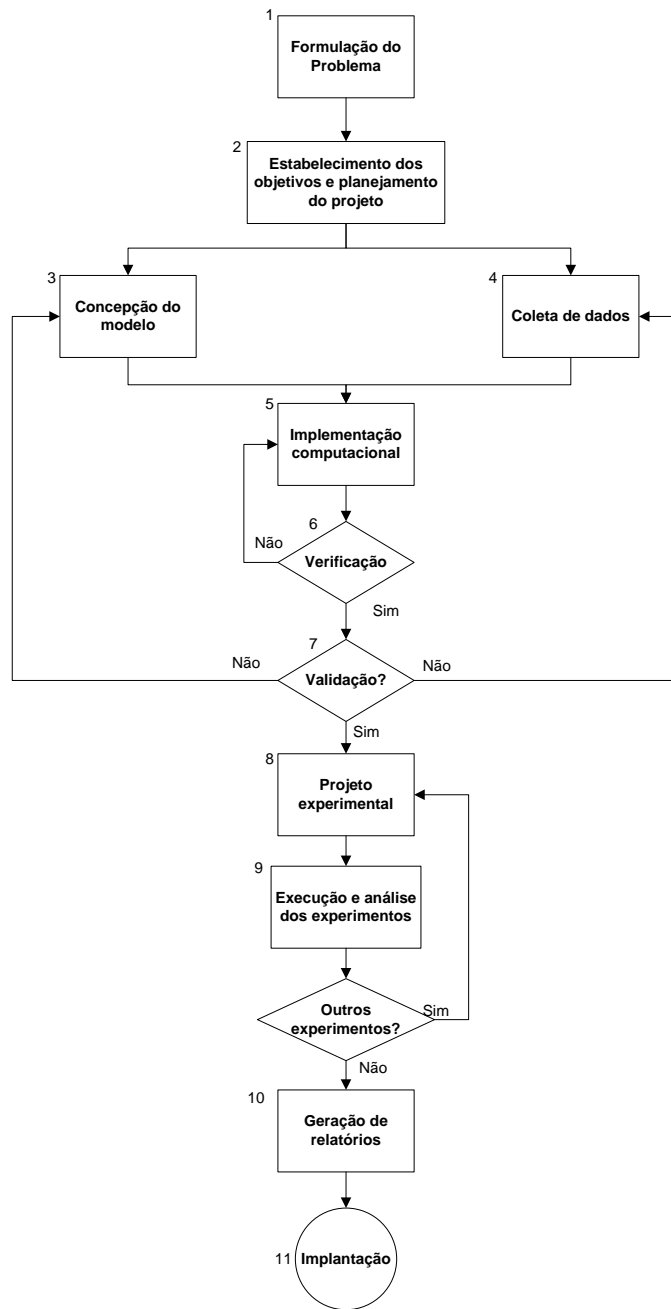 1
Formulação do
Problema
2
Estabelecimento dos
objetivos e planejamento
do projeto
3
Concepção do
modelo
4
Coleta de dados
5
Implementação
computacional
6
Não
Verificação
Sim
7
Não
Validação?
Não
Sim
8
Projeto
experimental
9
Execução e análise
dos experimentos
Outros
experimentos?
Sim
Não
10
Geração de
relatórios
11
Implantação